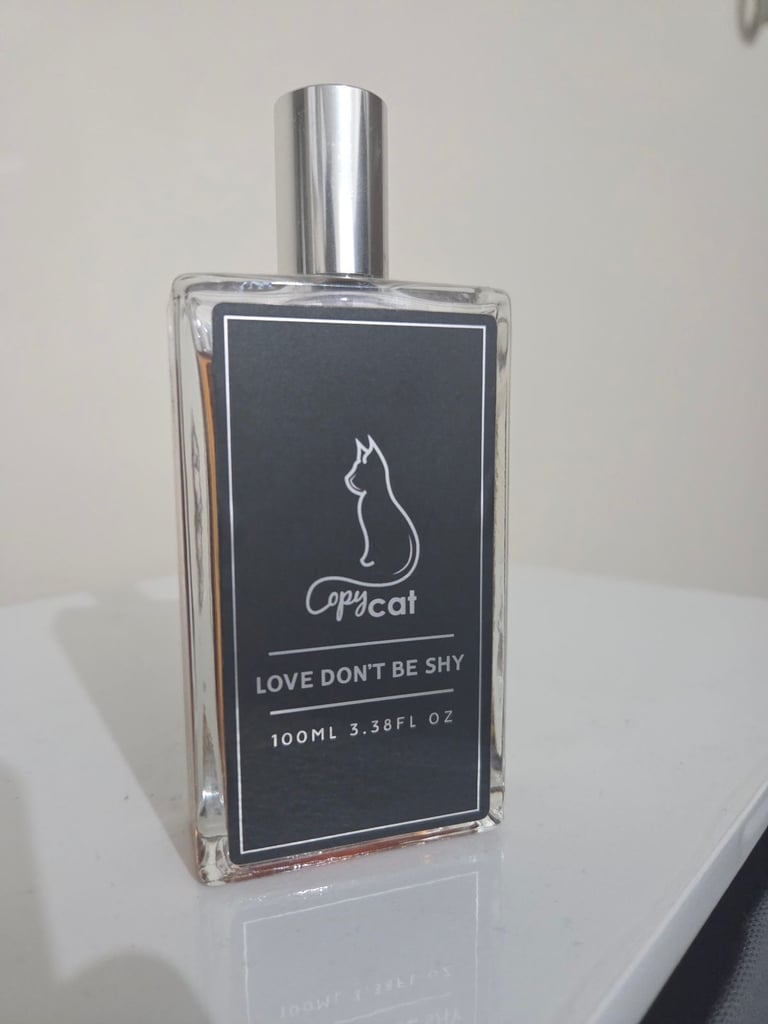 Copycat
LOVE DON'T BE SHY
100ML 3.38FL OZ